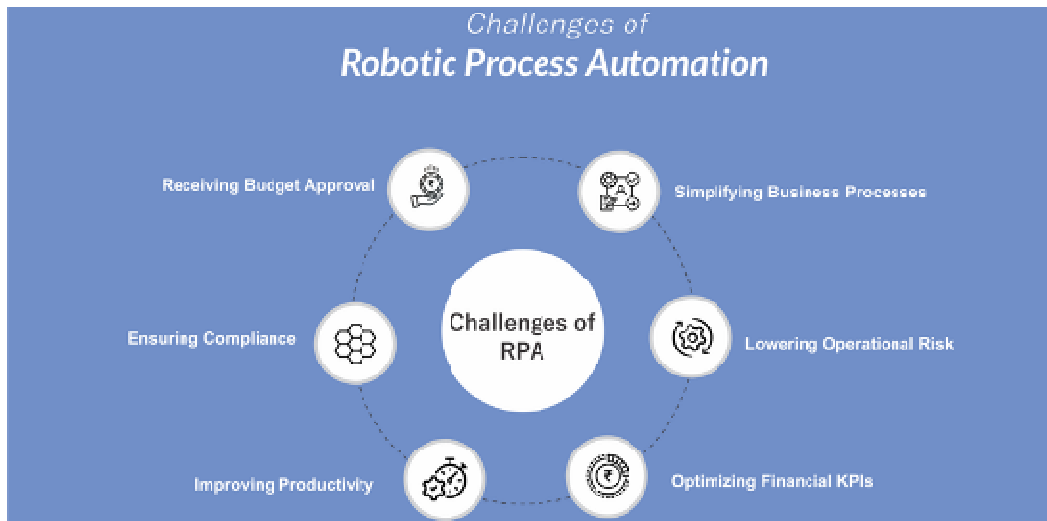 Challenges of
Robotic Process Automation
Receiving Budget Approval
Simplifying Business Processes
Challenges of
RPA
Ensuring Compliance
Lowering Operational Risk
Improving Productivity
Optimizing Financial KPIs